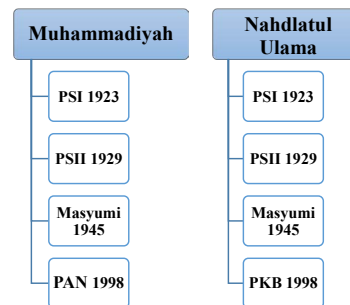 Muhammadiyah
PSI 1923
PSII 1929
Masyumi
1945
PAN 1998
Nahdlatul
Ulama
PSI 1923
PSII 1929
Masyumi
1945
PKB 1998